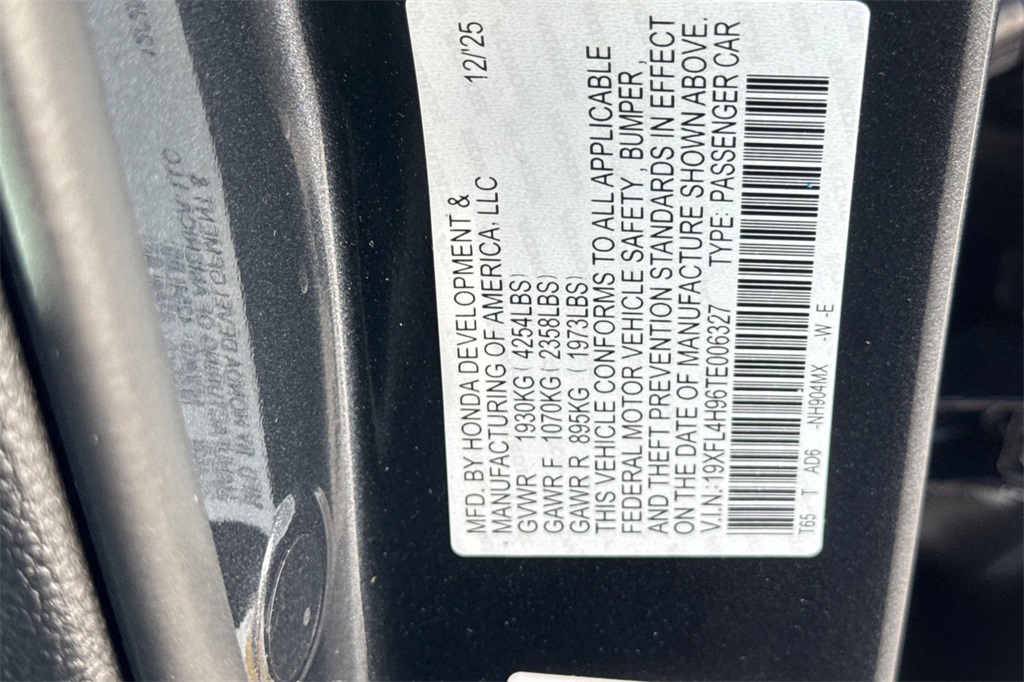 MFD. BY HONDA DEVELOPMENT & 12/'25
MANUFACTURING OF AMERICA, LLC
GVWR 1930KG ( 4254LBS)
GAWR F 1070KG ( 2358LBS)
GAWR R 895KG ( 1973LBS)
THIS VEHICLE CONFORMS TO ALL APPLICABLE
FEDERAL MOTOR VEHICLE SAFETY, BUMPER,
AND THEFT PREVENTION STANDARDS IN EFFECT
ON THE DATE OF MANUFACTURE SHOWN ABOVE.
V.I.N.:19XFL4H96TE006327 TYPE: PASSENGER CAR
T65 T AD6 -NH904MX -W -E